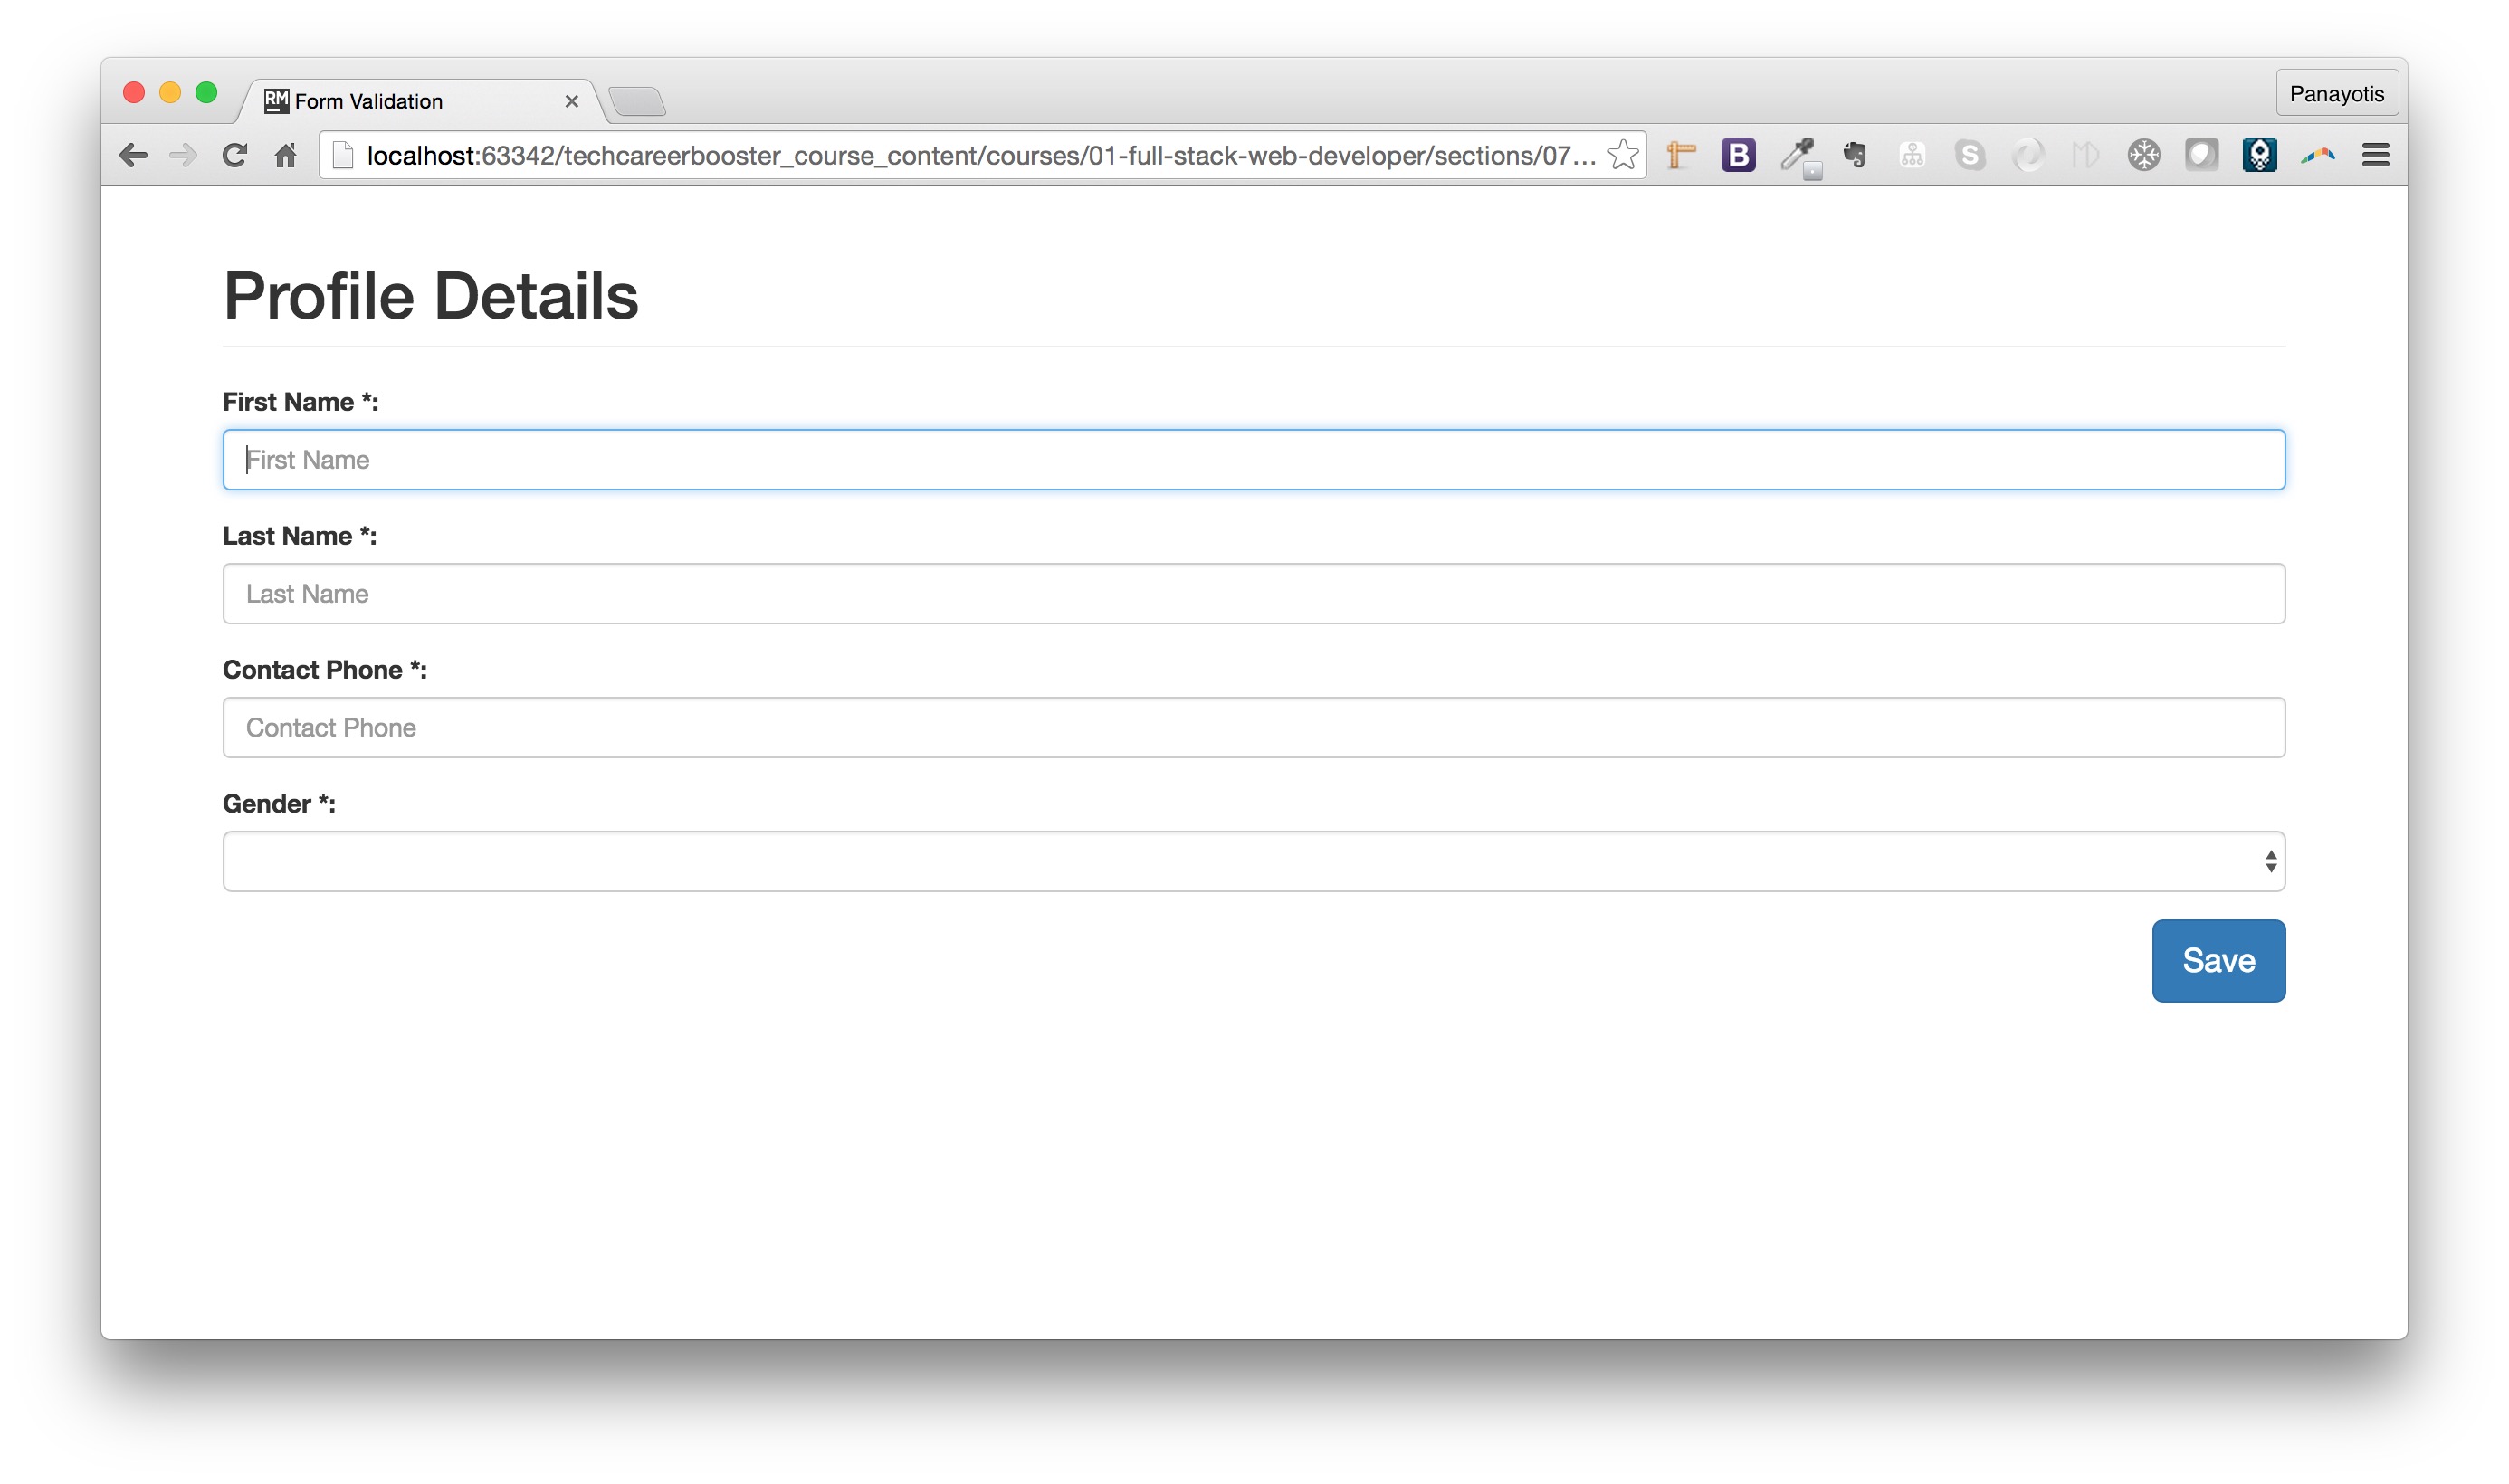 RM Form Validation
Panayotis
localhost:63342/techcareerbooster_course_content/courses/01-full-stack-web-developer/sections/07...
B
S
Profile Details
First Name *:
First Name
Last Name *:
Last Name
Contact Phone *:
Contact Phone
Gender *:
Save